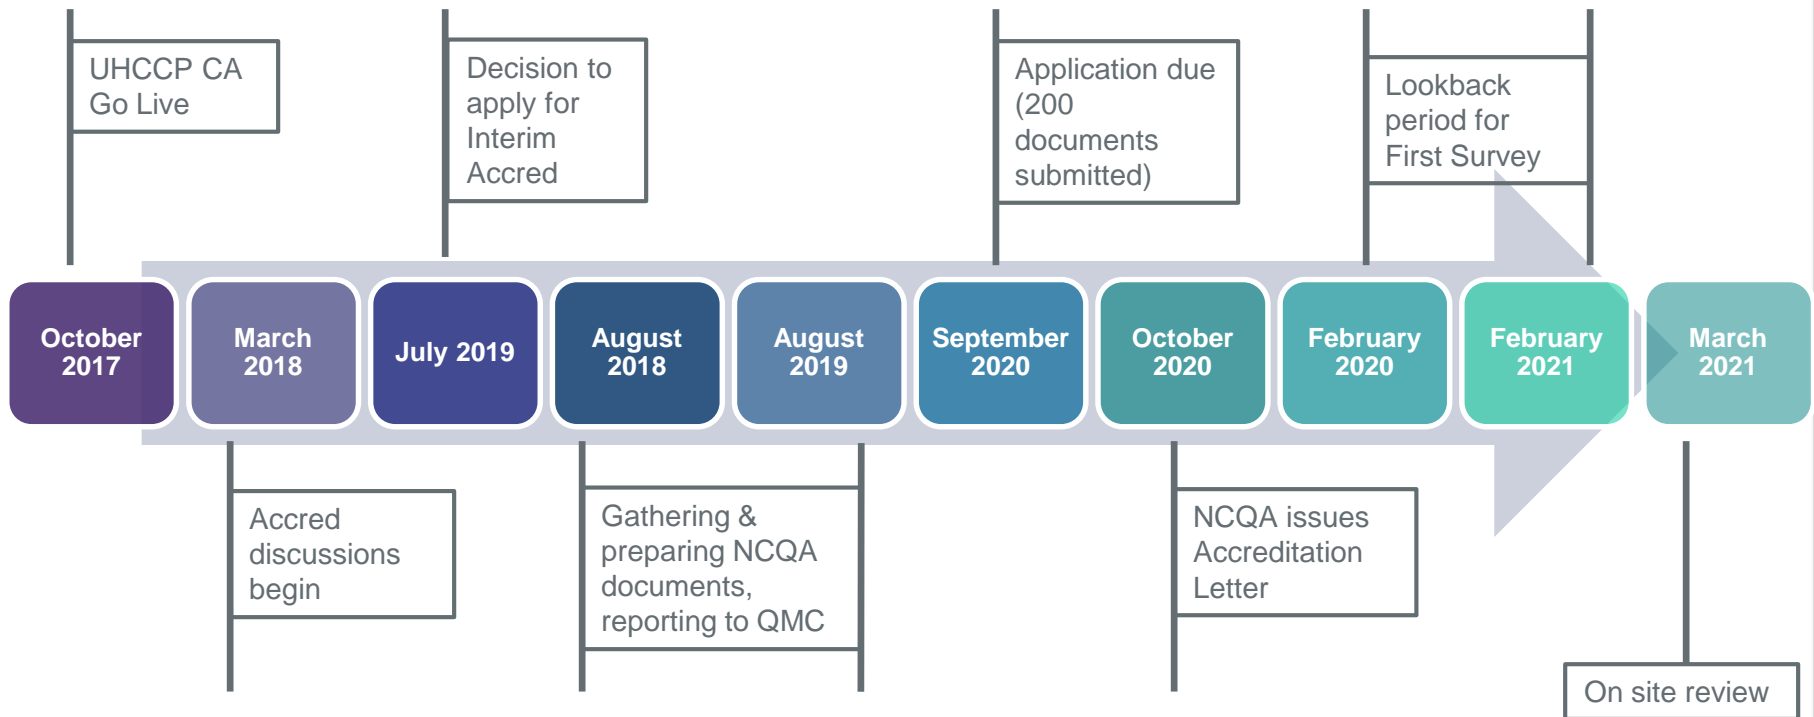 UHCCP CA
Go Live
Decision to
apply for
Interim
Accred
Application due
(200
documents
submitted)
Lookback
period for
First Survey
October
2017
March
2018
July 2019
August
2018
August
2019
September
2020
October
2020
February
2020
February
2021
March
2021
Accred
discussions
begin
Gathering &
preparing NCQA
documents,
reporting to QMC
NCQA issues
Accreditation
Letter
On site review